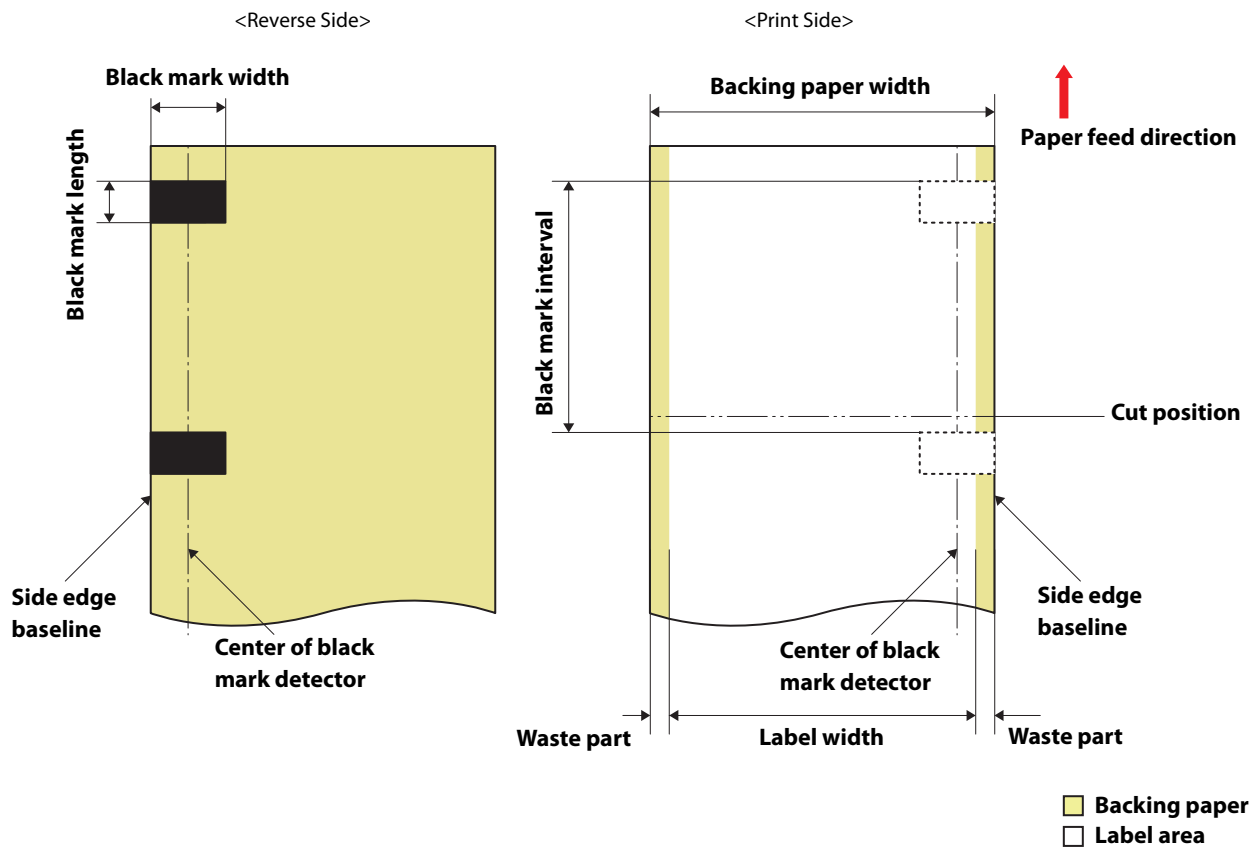 <Reverse Side>
<Print Side>
Black mark width
Backing paper width
Paper feed direction
Black mark length
Black mark interval
Cut position
Side edge
baseline
Center of black
mark detector
Center of black
mark detector
Side edge
baseline
Waste part
Label width
Waste part
Backing paper
Label area